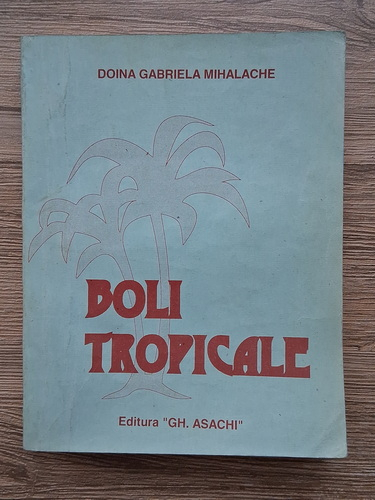 DOINA GABRIELA MIHALACHE
BOLI
TROPICALE
Editura "GH. ASACHI"